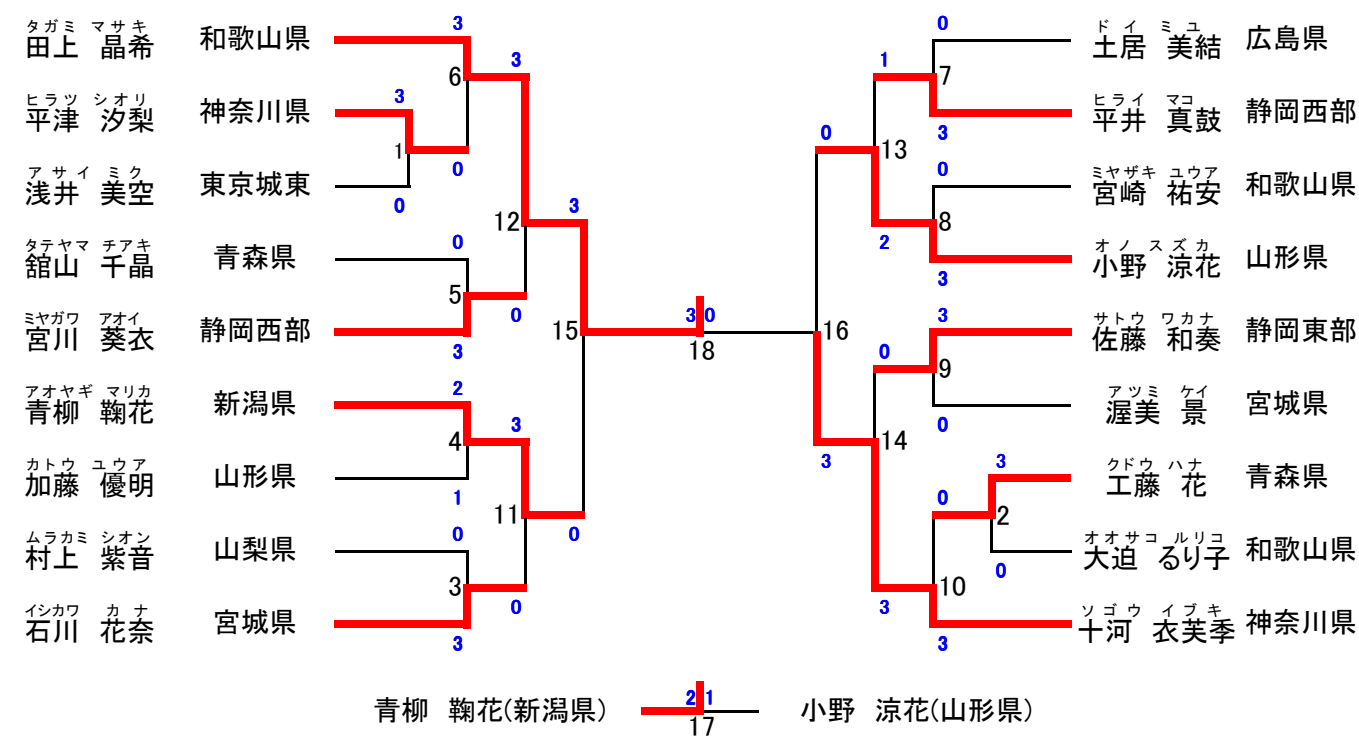 タガミ マサキ
田上 晶希 和歌山県
ヒラツ シオリ
平津 汐梨 神奈川県
アサイ ミク
浅井 美空 東京城東
タテヤマ チアキ
舘山 千晶 青森県
ミヤガワ アオイ
宮川 葵衣 静岡西部
アオヤギ マリカ
青柳 鞠花 新潟県
カトウ ユウア
加藤 優明 山形県
ムラカミ シオン
村上 紫音 山梨県
イシカワ カナ
石川 花奈 宮城県
3
6
3
3
1
0
0
12
3
0
5
0
3
15
2
4
3
1
11
0
0
3
0
3
3 0
18
0
1
7
3
0
13
0
8
2
3
16
3
0
9
0
14
3
3
0
2
0
10
3
3
ドイ ミユ
土居 美結 広島県
ヒライ マコ
平井 真鼓 静岡西部
ミヤザキ ユウア
宮崎 祐安 和歌山県
オノ スズカ
小野 涼花 山形県
サトウ ワカナ
佐藤 和奏 静岡東部
アツミ ケイ
渥美 景 宮城県
クドウ ハナ
工藤 花 青森県
オオサコ ルリコ
大迫 るり子 和歌山県
ソゴウ イブキ
十河 衣芙季 神奈川県
青柳 鞠花(新潟県) 2 1 小野 涼花(山形県)
17